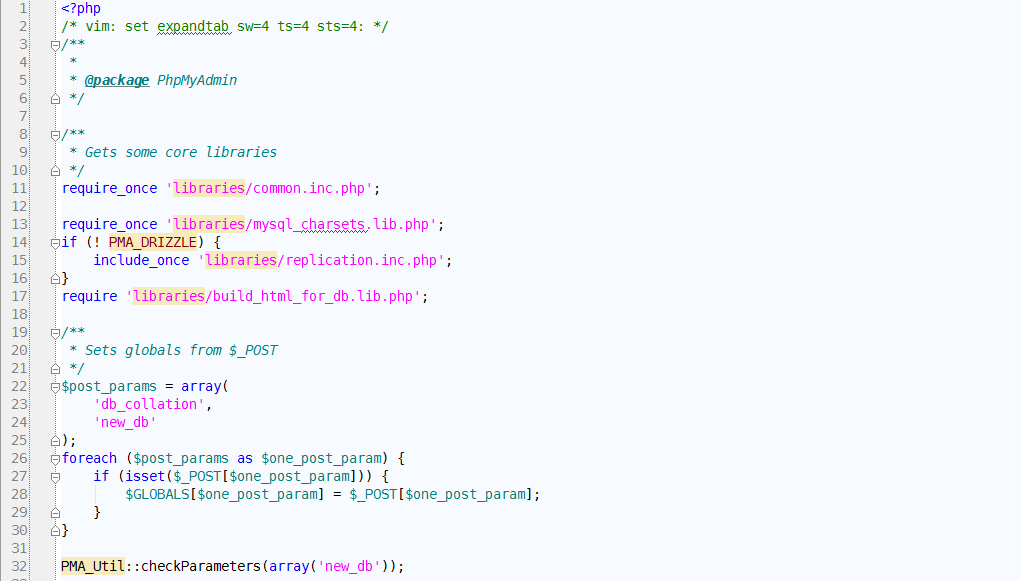 1 <?php
2 /* vim: set expandtab sw=4 ts=4 sts=4: */
3 /**
4  *
5  * @package PhpMyAdmin
6  */
7
8 /**
9  * Gets some core libraries
10  */
11 require_once 'libraries/common.inc.php';
12
13 require_once 'libraries/mysql_charsets.lib.php';
14 if (! PMA_DRIZZLE) {
15     include_once 'libraries/replication.inc.php';
16 }
17 require 'libraries/build_html_for_db.lib.php';
18
19 /**
20  * Sets globals from $_POST
21  */
22 $post_params = array(
23     'db_collation',
24     'new_db'
25 );
26 foreach ($post_params as $one_post_param) {
27     if (isset($_POST[$one_post_param])) {
28         $GLOBALS[$one_post_param] = $_POST[$one_post_param];
29     }
30 }
31
32 PMA_Util::checkParameters(array('new_db'));